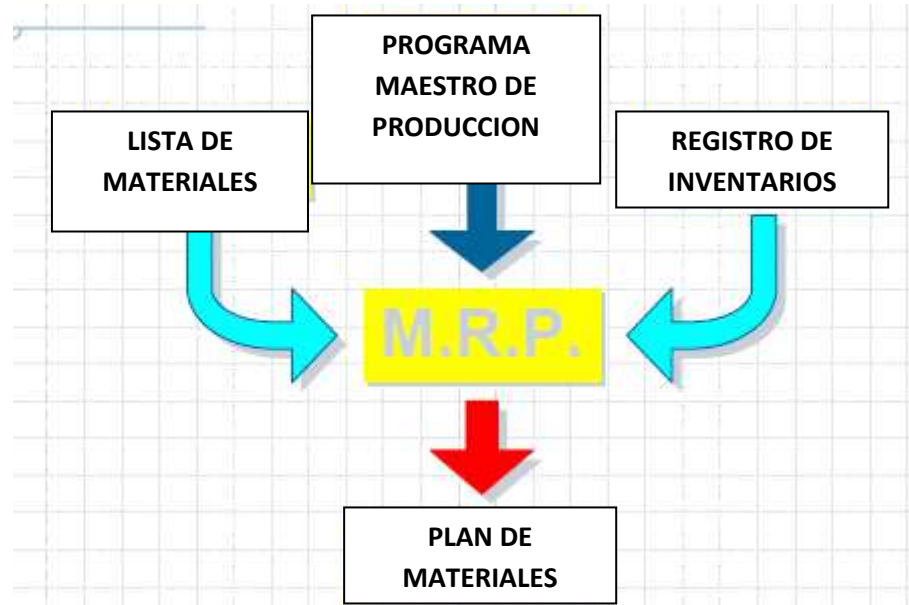 PROGRAMA
MAESTRO DE
PRODUCCION
LISTA DE
MATERIALES
REGISTRO DE
INVENTARIOS
M.R.P.
PLAN DE
MATERIALES